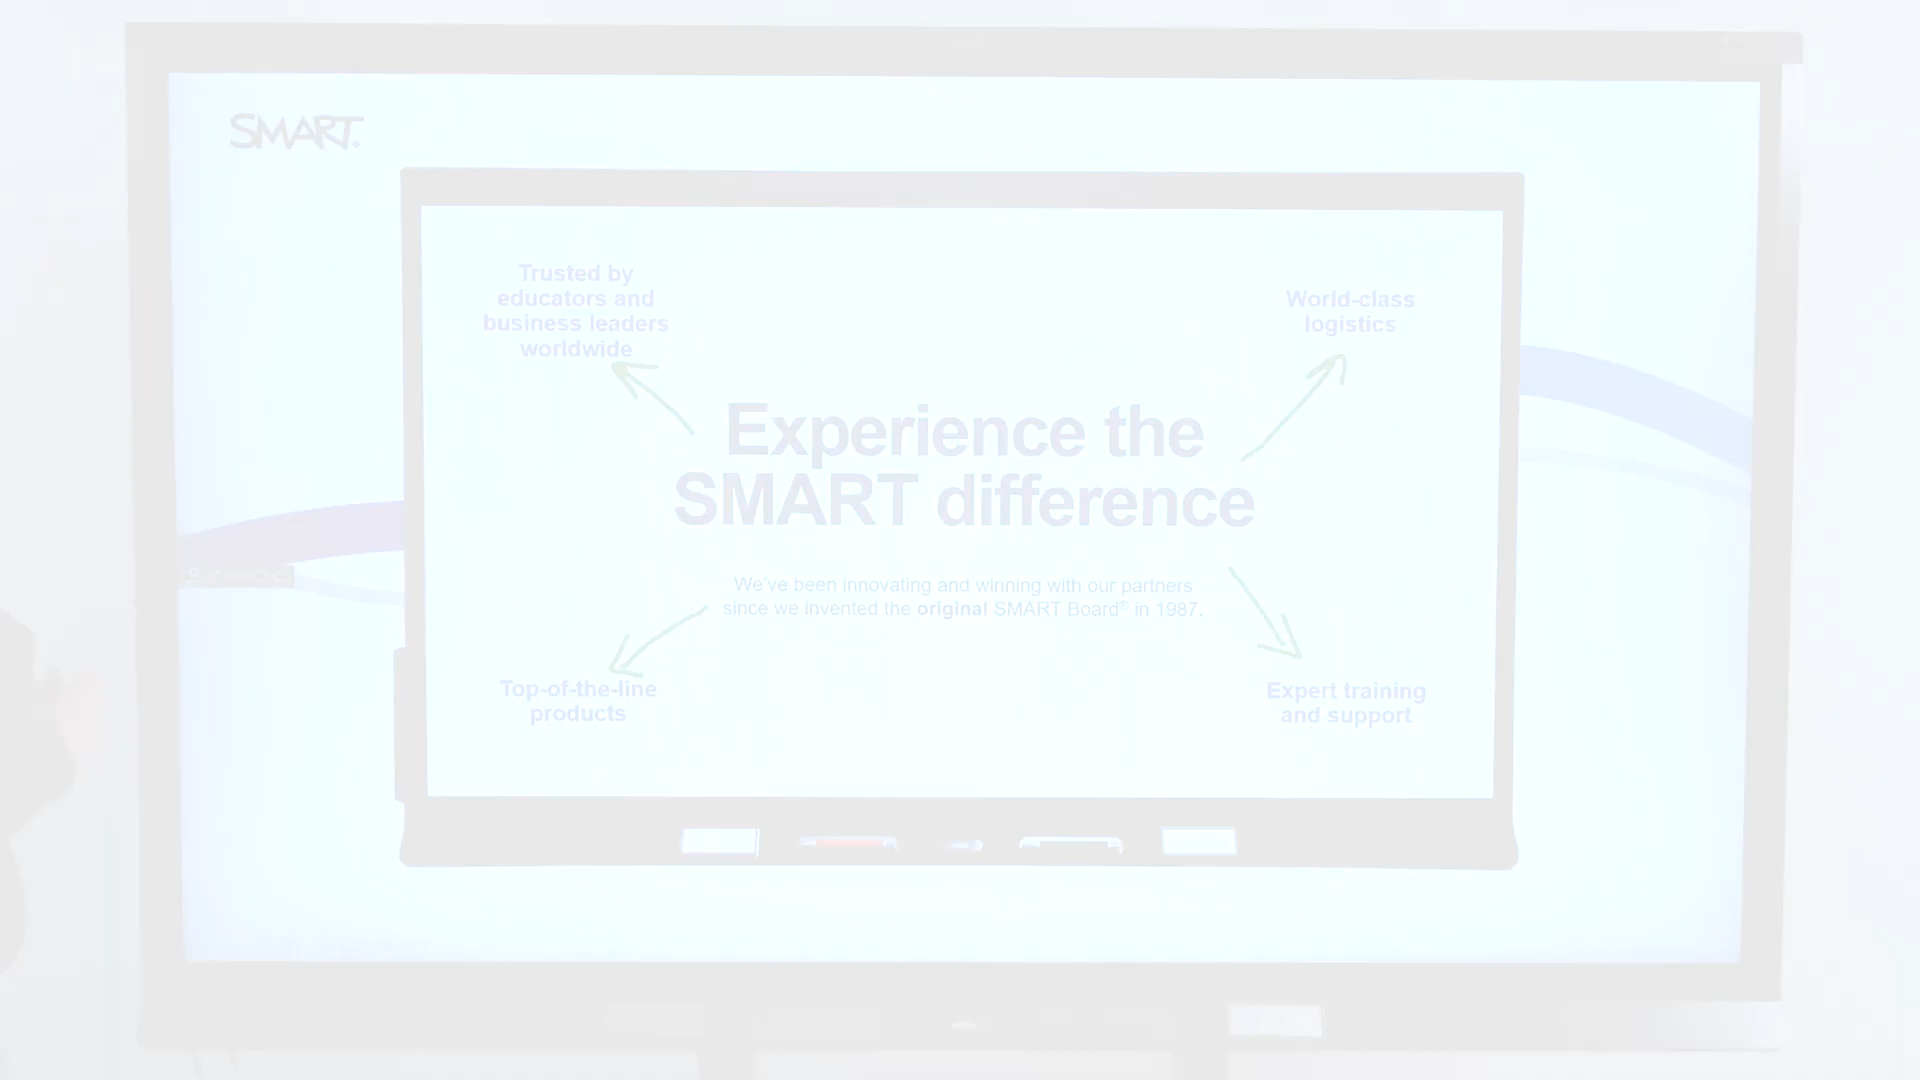 SMART
Trusted by
educators and
business leaders
worldwide
World-class
logistics
Experience the
SMART difference
We've been innovating and winning with our partners
since we invented the original SMART Board® in 1987.
Top-of-the-line
products
Expert training
and support